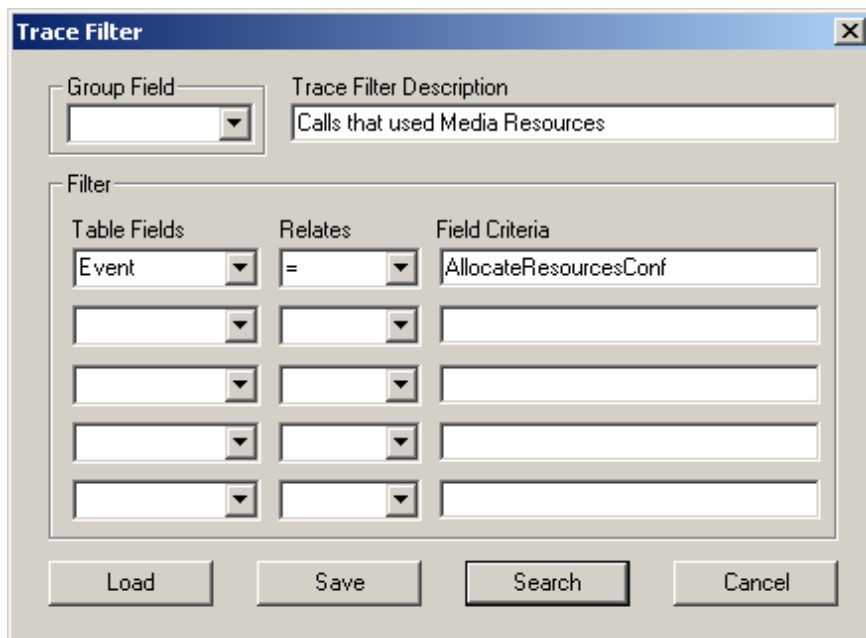 Trace Filter
Group Field
Trace Filter Description
Calls that used Media Resources
Filter
Table Fields Relates Field Criteria
Event = AllocateResourcesConf
Load Save Search Cancel